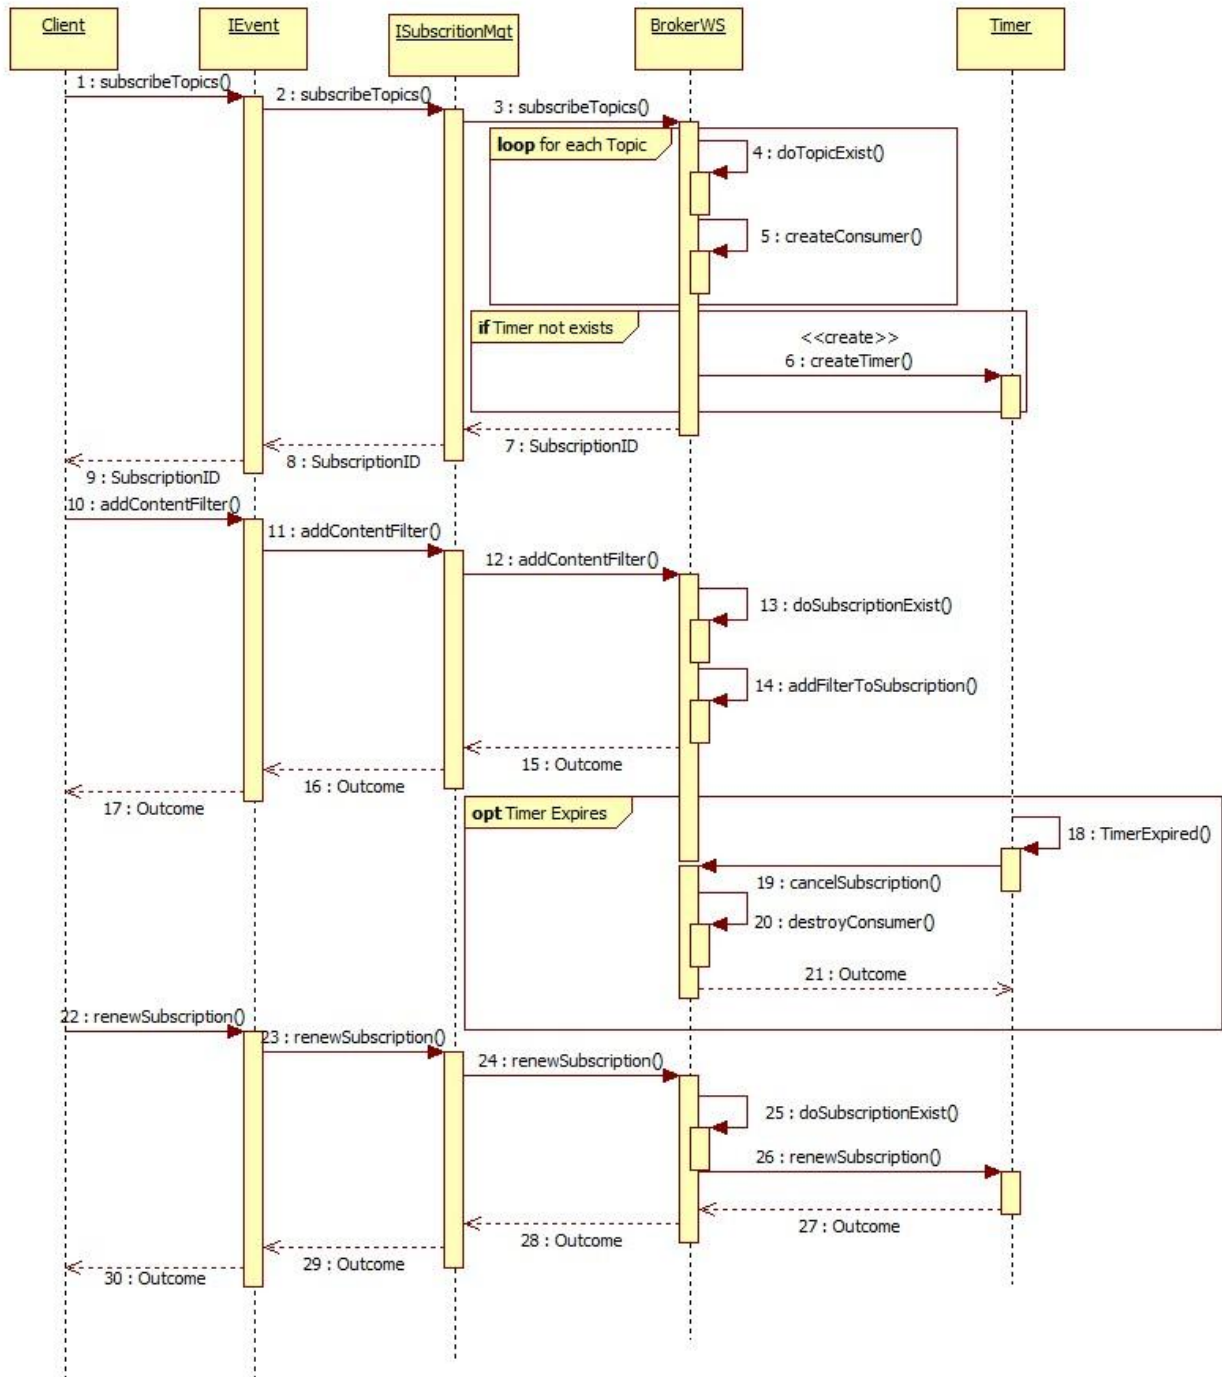 Client
IEvent
ISubscritionMgt
BrokerWS
Timer
1 : subscribeTopics()
2 : subscribeTopics()
3 : subscribeTopics()
loop for each Topic
4 : doTopicExist()
5 : createConsumer()
if Timer not exists
<<create>>
6 : createTimer()
7 : SubscriptionID
8 : SubscriptionID
9 : SubscriptionID
10 : addContentFilter()
11 : addContentFilter()
12 : addContentFilter()
13 : doSubscriptionExist()
14 : addFilterToSubscription()
15 : Outcome
16 : Outcome
17 : Outcome
opt Timer Expires
18 : TimerExpired()
19 : cancelSubscription()
20 : destroyConsumer()
21 : Outcome
22 : renewSubscription()
23 : renewSubscription()
24 : renewSubscription()
25 : doSubscriptionExist()
26 : renewSubscription()
27 : Outcome
28 : Outcome
29 : Outcome
30 : Outcome